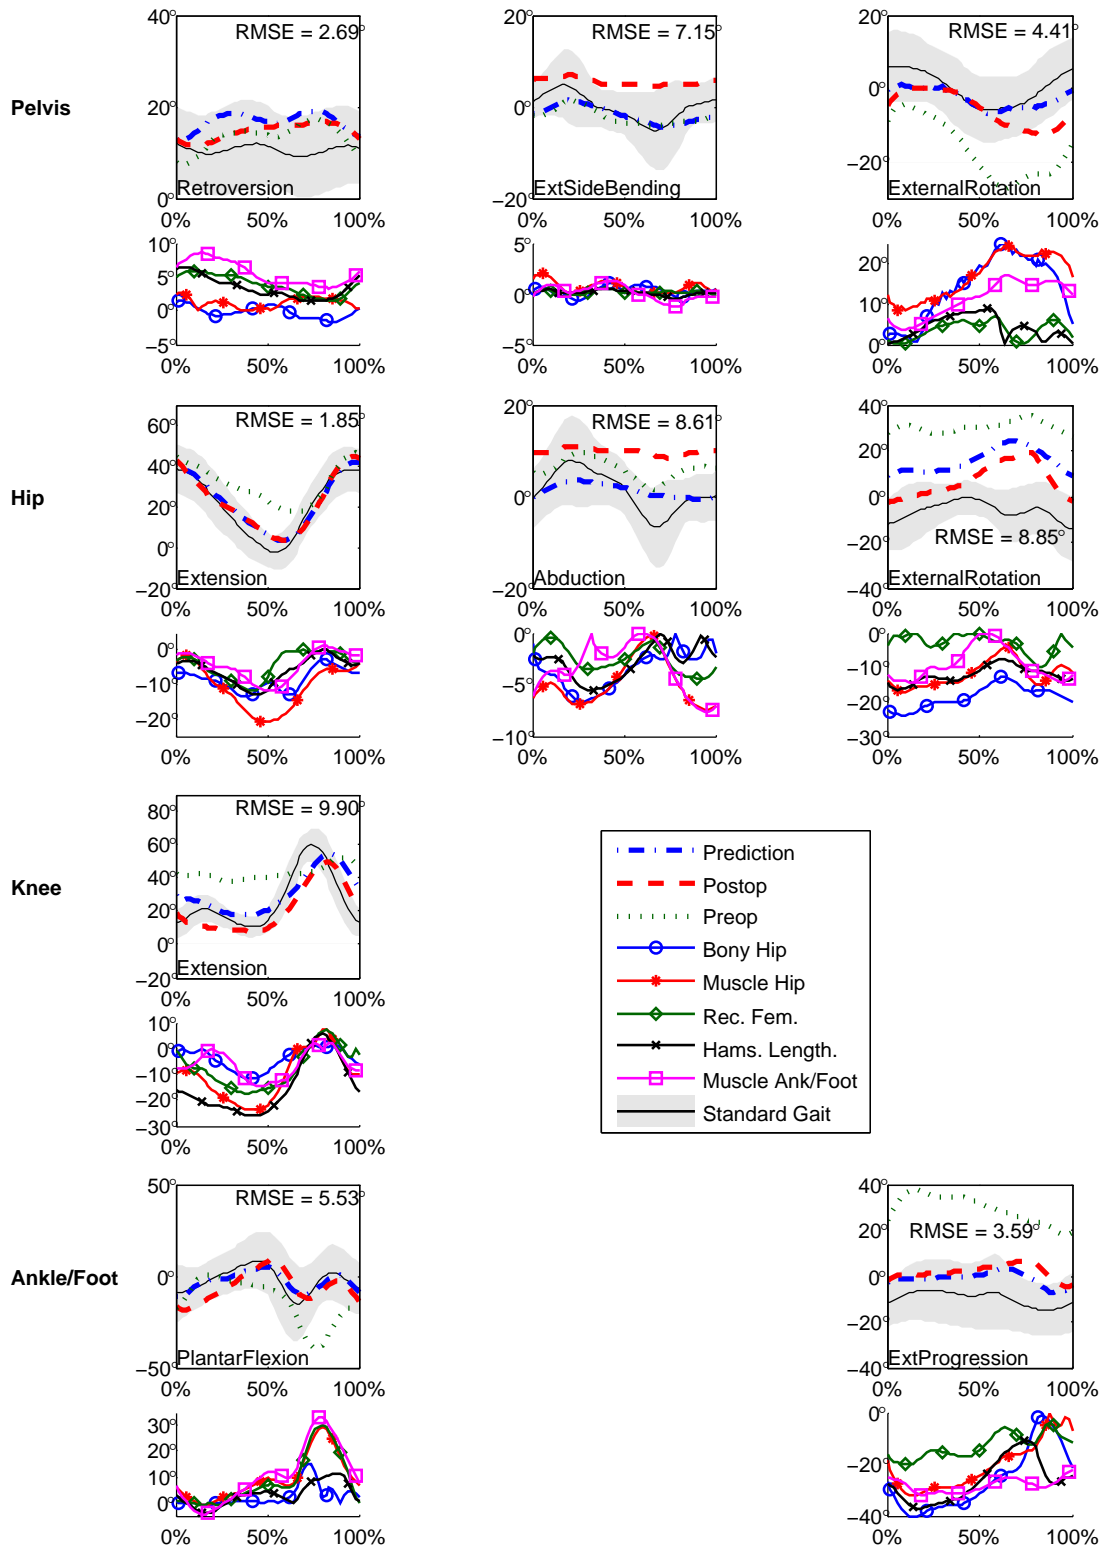 40° 20° 20°
RMSE = 2.69° RMSE = 7.15° RMSE = 4.41°
Pelvis 20° 0° 0°
−20°
0° −20°
Retroversion ExtSideBending ExternalRotation
0% 50% 100% 0% 50% 100% 0% 50% 100%
10° 5°
20°
5°
0° 10°
0°
−5° −5° 0°
0% 50% 100% 0% 50% 100% 0% 50% 100%
20° 40°
60° RMSE = 1.85° RMSE = 8.61°
40° 20°
Hip 0° 0°
20°
RMSE = 8.85°
0° −20°
Extension Abduction ExternalRotation
−20° −20° −40°
0% 50% 100% 0% 50% 100% 0% 50% 100%
0° 0° 0°
−10° −5° −10°
−20° −20°
−10° −30°
0% 50% 100% 0% 50% 100% 0% 50% 100%
80° RMSE = 9.90°
60°
Prediction
Knee 40° Postop
20° Preop
0° Bony Hip
Extension
−20° Muscle Hip
0% 50% 100%
Rec. Fem.
10°
0° Hams. Length.
−10° Muscle Ank/Foot
−20° Standard Gait
−30°
0% 50% 100%
50° 40°
RMSE = 5.53°
20° RMSE = 3.59°
Ankle/Foot 0° 0°
−20°
PlantarFlexion ExtProgression
−50° −40°
0% 50% 100% 0% 50% 100%
30° 0°
20°
10° −20°
0°
−40°
0% 50% 100% 0% 50% 100%